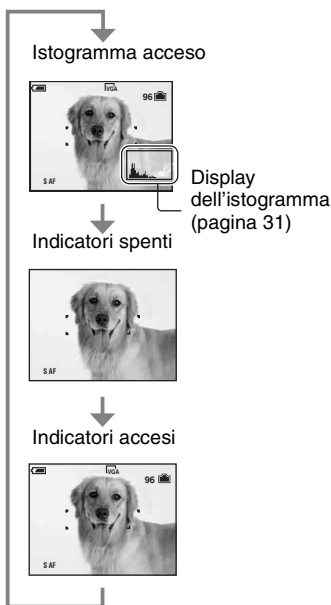 Istogramma acceso
VGA
96
S AF
Display
dell'istogramma
(pagina 31)
Indicatori spenti
S AF
Indicatori accesi
VGA
96
S AF